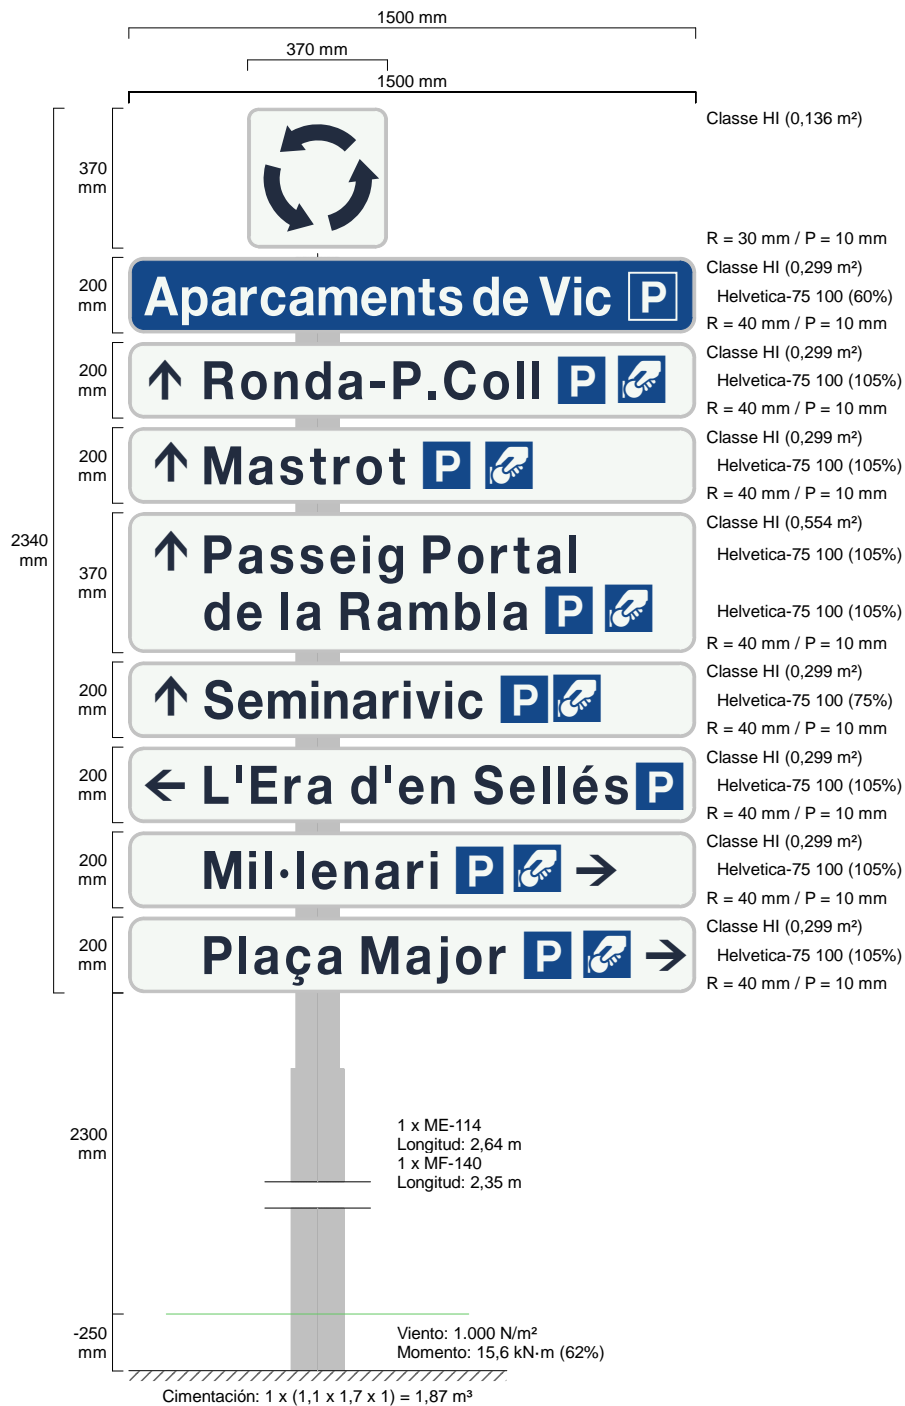 1500 mm
370 mm
1500 mm
370
mm
Classe HI (0,136 m²)
R = 30 mm / P = 10 mm
200
mm
Aparcaments de Vic P
Classe HI (0,299 m²)
Helvetica-75 100 (60%)
R = 40 mm / P = 10 mm
200
mm
Ronda-P.Coll P
Classe HI (0,299 m²)
Helvetica-75 100 (105%)
R = 40 mm / P = 10 mm
200
mm
Mastrot P
Classe HI (0,299 m²)
Helvetica-75 100 (105%)
R = 40 mm / P = 10 mm
2340
mm
370
mm
Passeig Portal
de la Rambla P
Classe HI (0,554 m²)
Helvetica-75 100 (105%)
Helvetica-75 100 (105%)
R = 40 mm / P = 10 mm
200
mm
Seminarivic P
Classe HI (0,299 m²)
Helvetica-75 100 (75%)
R = 40 mm / P = 10 mm
200
mm
L'Era d'en Sellés P
Classe HI (0,299 m²)
Helvetica-75 100 (105%)
R = 40 mm / P = 10 mm
200
mm
Mil·lenari P
Classe HI (0,299 m²)
Helvetica-75 100 (105%)
R = 40 mm / P = 10 mm
200
mm
Plaça Major P
Classe HI (0,299 m²)
Helvetica-75 100 (105%)
R = 40 mm / P = 10 mm
2300
mm
1 x ME-114
Longitud: 2,64 m
1 x MF-140
Longitud: 2,35 m
-250
mm
Viento: 1.000 N/m²
Momento: 15,6 kN·m (62%)
Cimentación: 1 x (1,1 x 1,7 x 1) = 1,87 m³